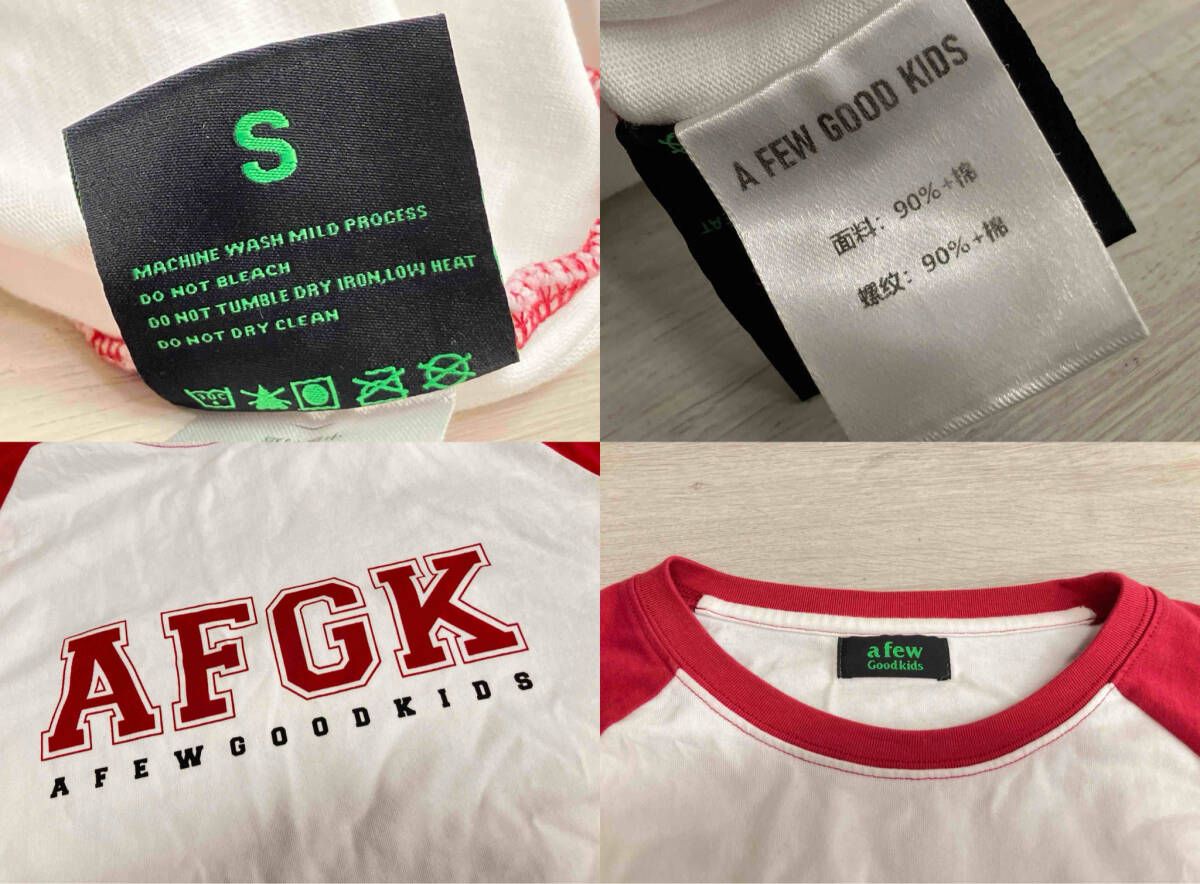 S
MACHINE WASH MILD PROCESS
DO NOT BLEACH
DO NOT TUMBLE DRY IRON,LOW HEAT
DO NOT DRY CLEAN
A FEW GOOD KIDS
面料: 90%+棉
螺纹: 90%+棉
AFGK
AFEWGOODKIDS
a few
Good kids